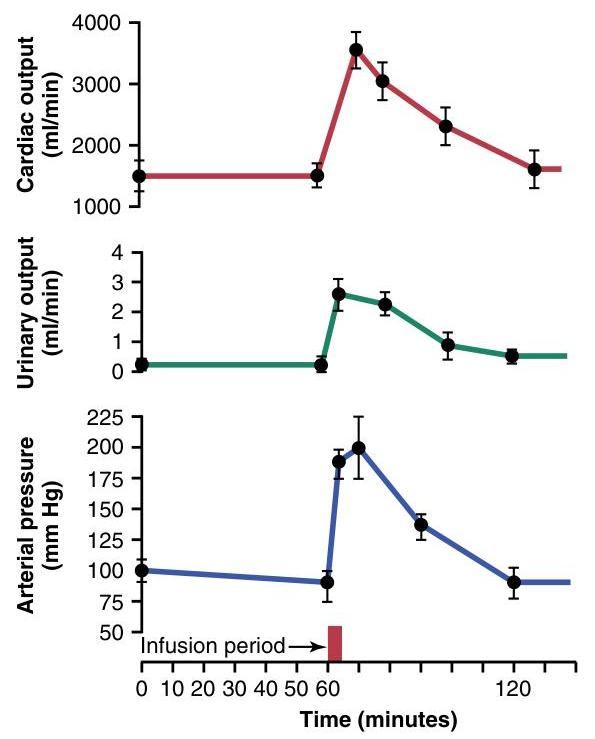 Cardiac output
(ml/min)
4000
3000
2000
1000
Urinary output
(ml/min)
4
3
2
1
0
Arterial pressure
(mm Hg)
225
200
175
150
125
100
75
50
Infusion period
0 10 20 30 40 50 60 120
Time (minutes)